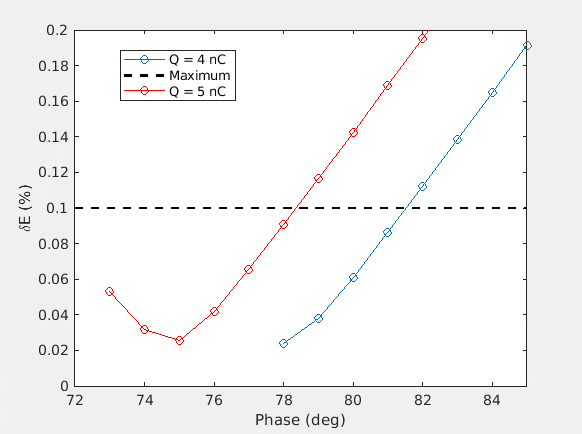 0.2
0.18
0.16
0.14
0.12
0.1
0.08
0.06
0.04
0.02
0
δE (%)
Q = 4 nC
Maximum
Q = 5 nC
72 74 76 78 80 82 84
Phase (deg)